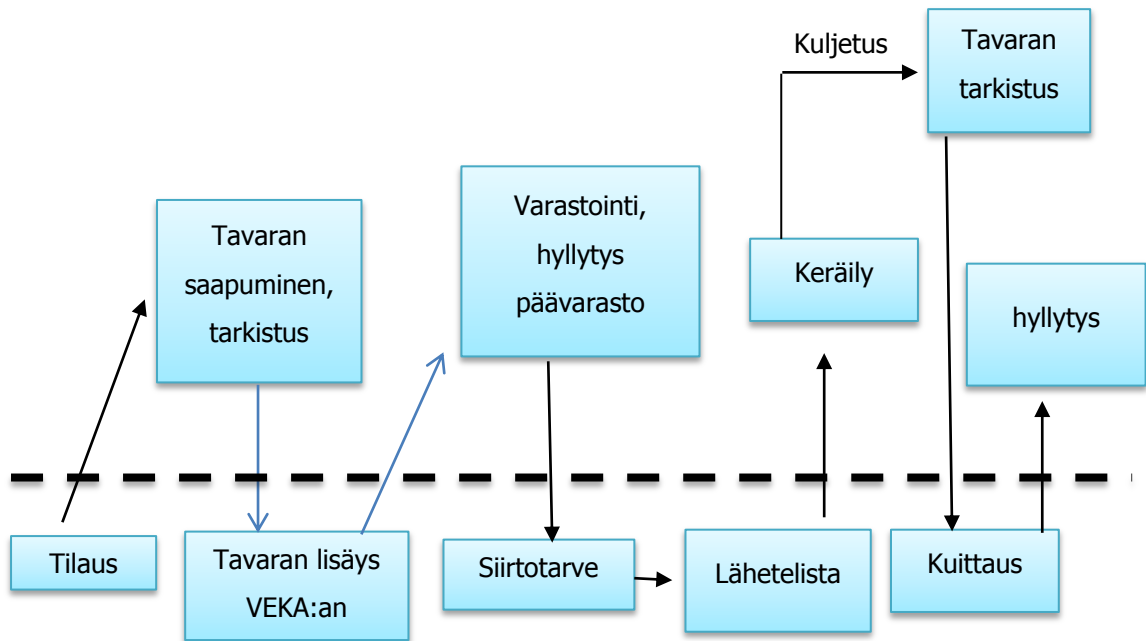 Kuljetus
Tavaran
tarkistus
Tavaran
saapuminen,
tarkistus
Varastointi,
hyllytys
päävarasto
Keräily
hyllytys
Tilaus
Tavaran lisäys
VEKA:an
Siirtotarve
Lähetelista
Kuittaus